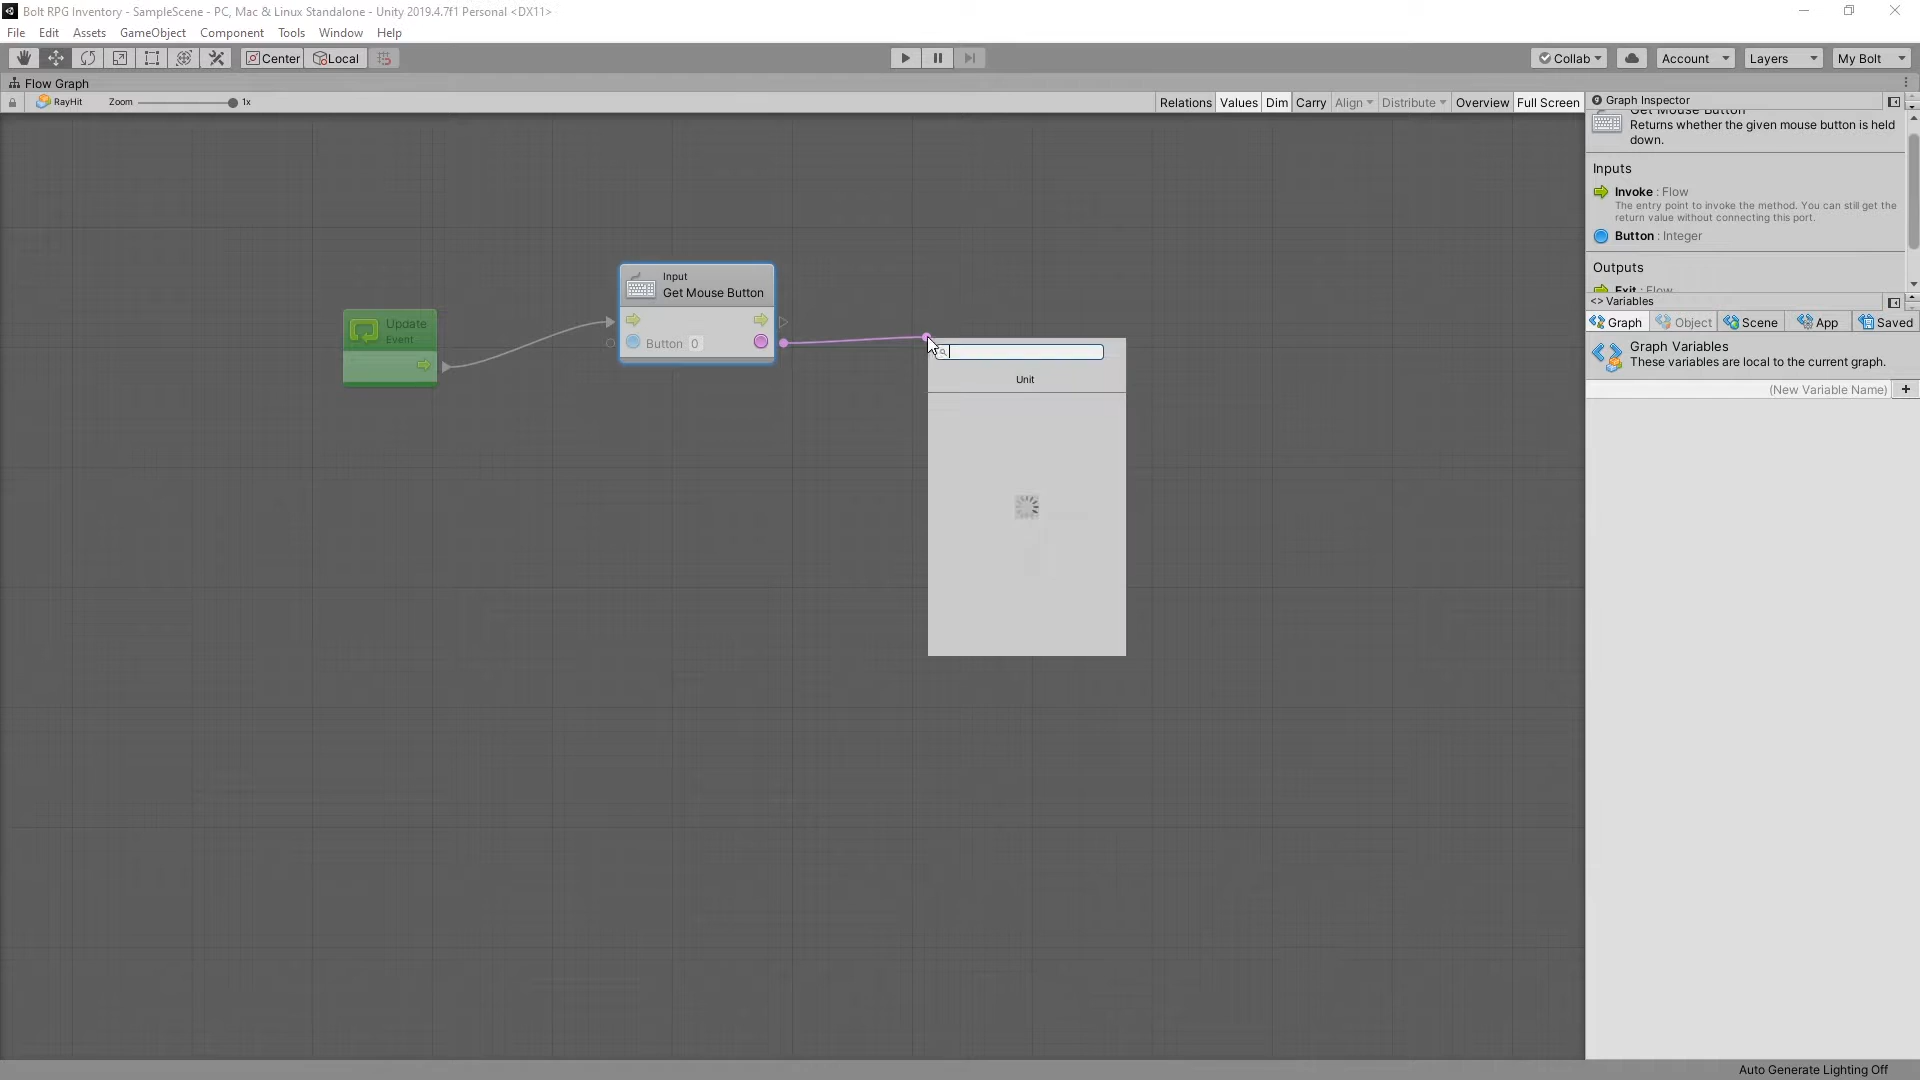 Bolt RPG Inventory - SampleScene - PC, Mac & Linux Standalone - Unity 2019.4.7f1 Personal <DX11>
File Edit Assets GameObject Component Tools Window Help
Center Local Collab Account Layers My Bolt
Flow Graph
RayHit Zoom 1x Relations Values Dim Carry Align Distribute Overview Full Screen
Graph Inspector
Get Mouse Button
Returns whether the given mouse button is held
down.
Inputs
Invoke : Flow
The entry point to invoke the method. You can still get the
return value without connecting this port.
Button : Integer
Outputs
Exit : Flow
<> Variables
Graph Object Scene App Saved
Graph Variables
These variables are local to the current graph.
(New Variable Name) +
Update
Event
Input
Get Mouse Button
Button 0
Unit
Auto Generate Lighting Off